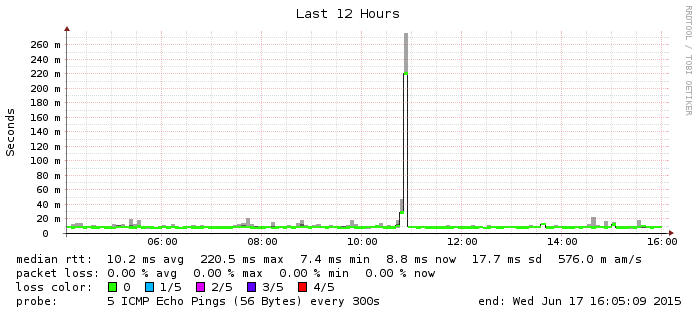 Last 12 Hours
RRDTOOL / TOBI OETIKER
Seconds
260 m
240 m
220 m
200 m
180 m
160 m
140 m
120 m
100 m
80 m
60 m
40 m
20 m
0
06:00 08:00 10:00 12:00 14:00 16:00
median rtt: 10.2 ms avg 220.5 ms max 7.4 ms min 8.8 ms now 17.7 ms sd 576.0 m am/s
packet loss: 0.00 % avg 0.00 % max 0.00 % min 0.00 % now
loss color: 0 1/5 2/5 3/5 4/5
probe: 5 ICMP Echo Pings (56 Bytes) every 300s end: Wed Jun 17 16:05:09 2015